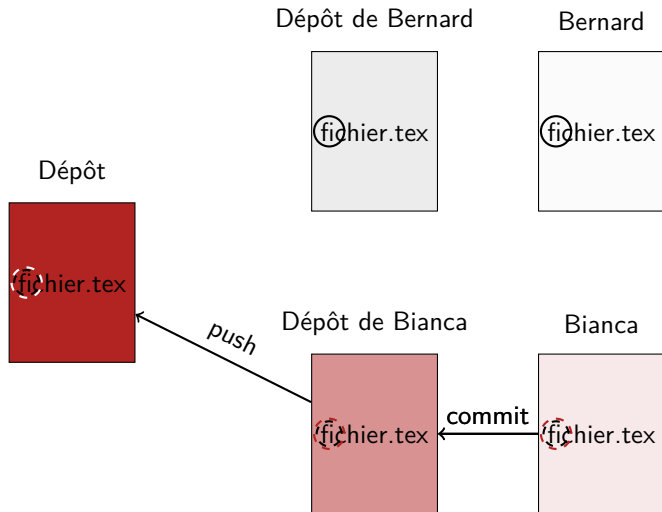 Dépôt de Bernard
Bernard
fichier.tex
fichier.tex
Dépôt
fichier.tex
push
Dépôt de Bianca
Bianca
commit
fichier.tex
fichier.tex